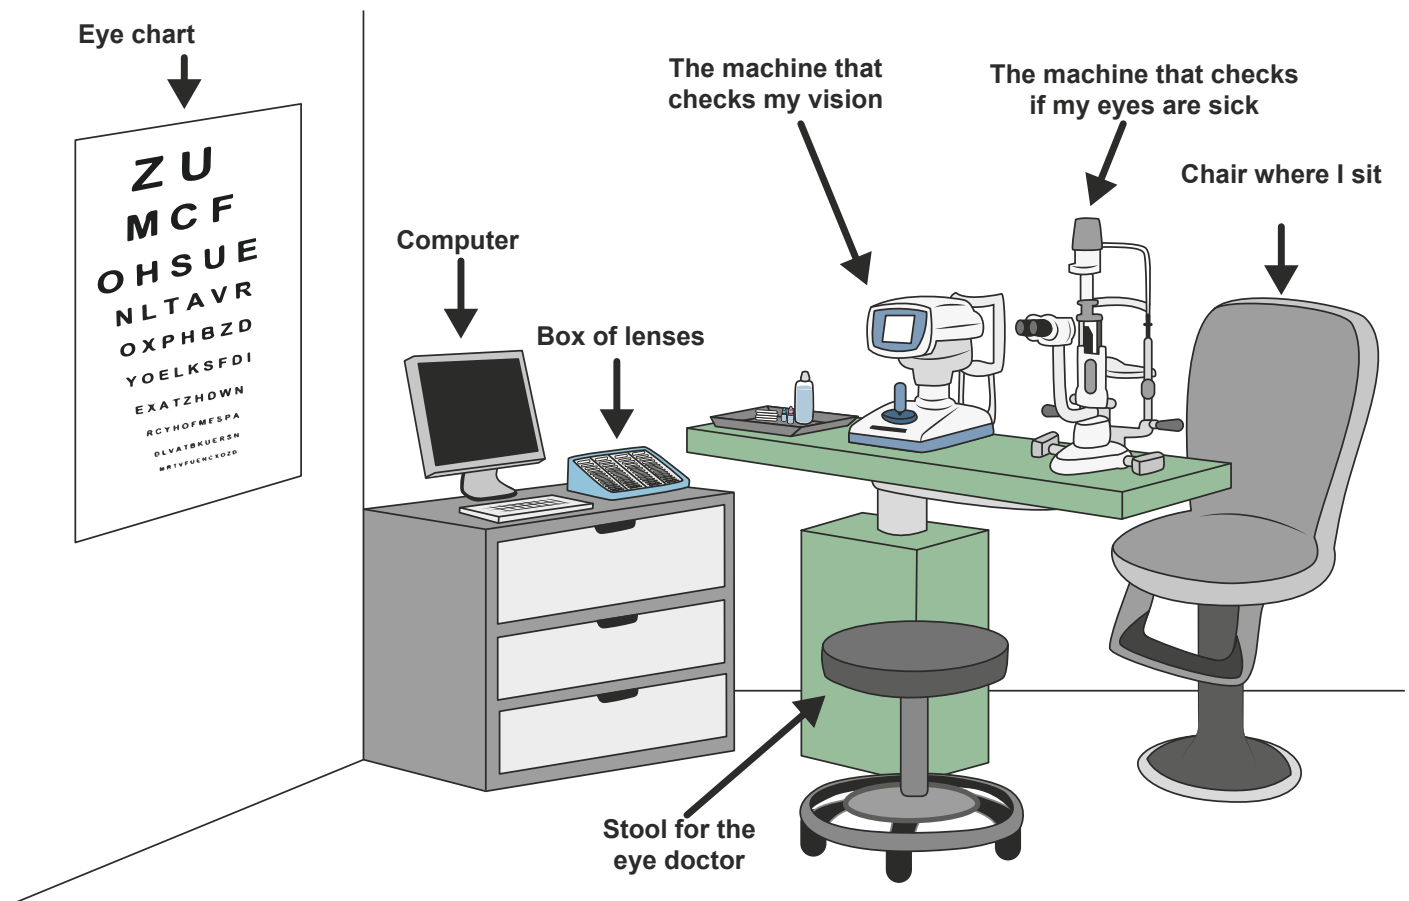 Eye chart
Z U
M C F
O H S U E
N L T A V R
O X P H B Z D
Y O E L K S F D I
E X A T Z H D W N
R C Y H O F M E S P A
D L V A T B K U E R S N
M R T V F U E N C X O Z D
Computer
Box of lenses
The machine that
checks my vision
The machine that checks
if my eyes are sick
Chair where I sit
Stool for the
eye doctor